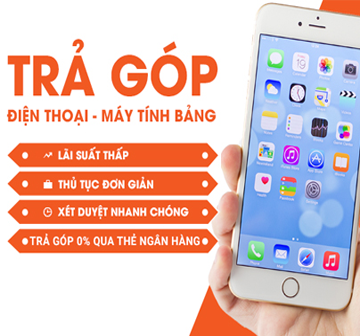 TRẢ GÓP
ĐIỆN THOẠI - MÁY TÍNH BẢNG
LÃI SUẤT THẤP
THỦ TỤC ĐƠN GIẢN
XÉT DUYỆT NHANH CHÓNG
TRẢ GÓP 0% QUA THẺ NGÂN HÀNG